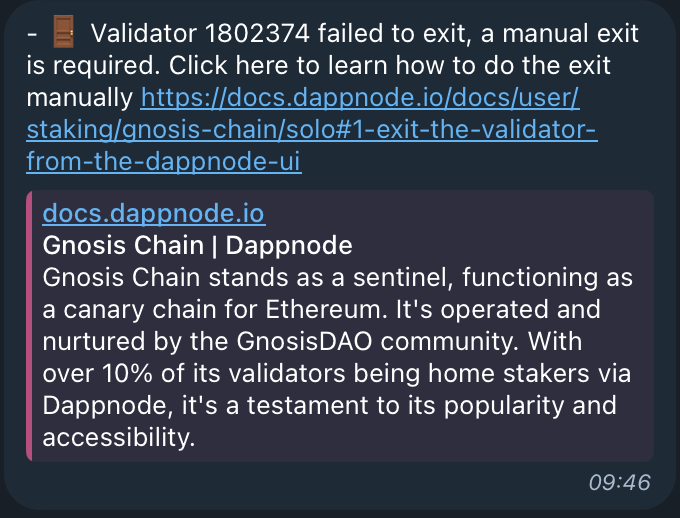 - 🚪 Validator 1802374 failed to exit, a manual exit
is required. Click here to learn how to do the exit
manually https://docs.dappnode.io/docs/user/
staking/gnosis-chain/solo#1-exit-the-validator-
from-the-dappnode-ui
docs.dappnode.io
Gnosis Chain | Dappnode
Gnosis Chain stands as a sentinel, functioning as
a canary chain for Ethereum. It's operated and
nurtured by the GnosisDAO community. With
over 10% of its validators being home stakers via
Dappnode, it's a testament to its popularity and
accessibility.
09:46